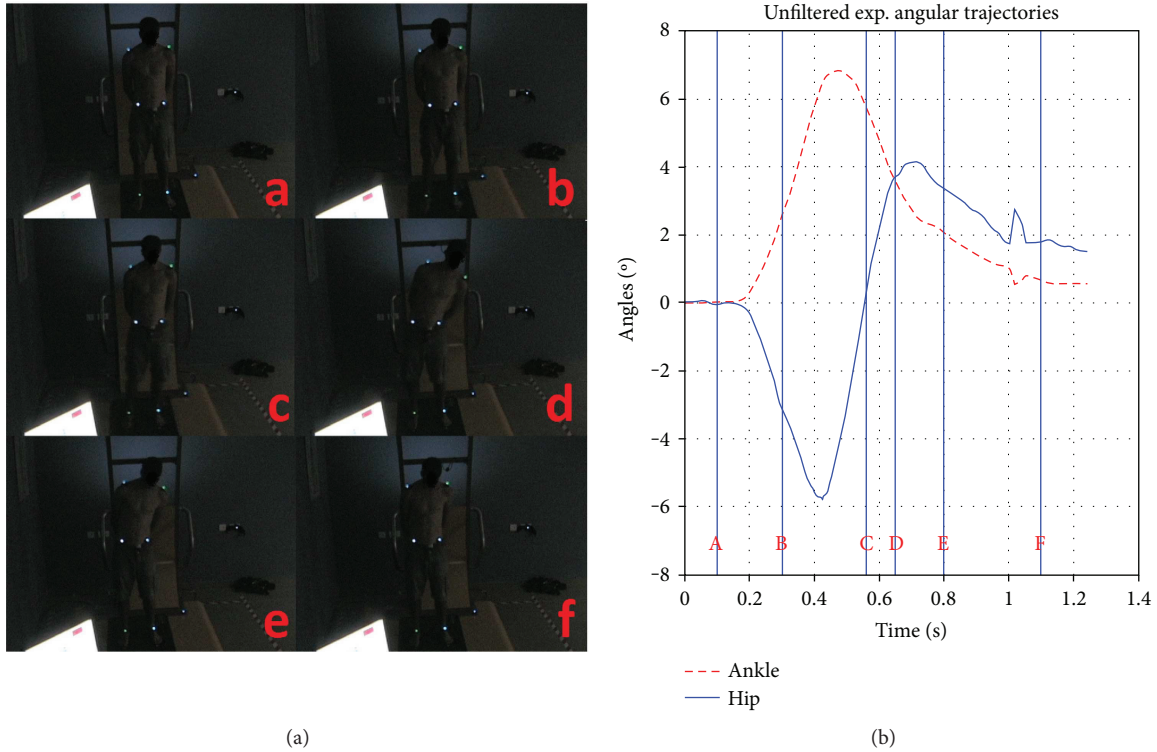 a
b
c
d
e
f
(a)
Unfiltered exp. angular trajectories
8
6
4
2
0
−2
−4
−6
−8
Angles (º)
A B C D E F
0 0.2 0.4 0.6 0.8 1 1.2 1.4
Time (s)
Ankle
Hip
(b)